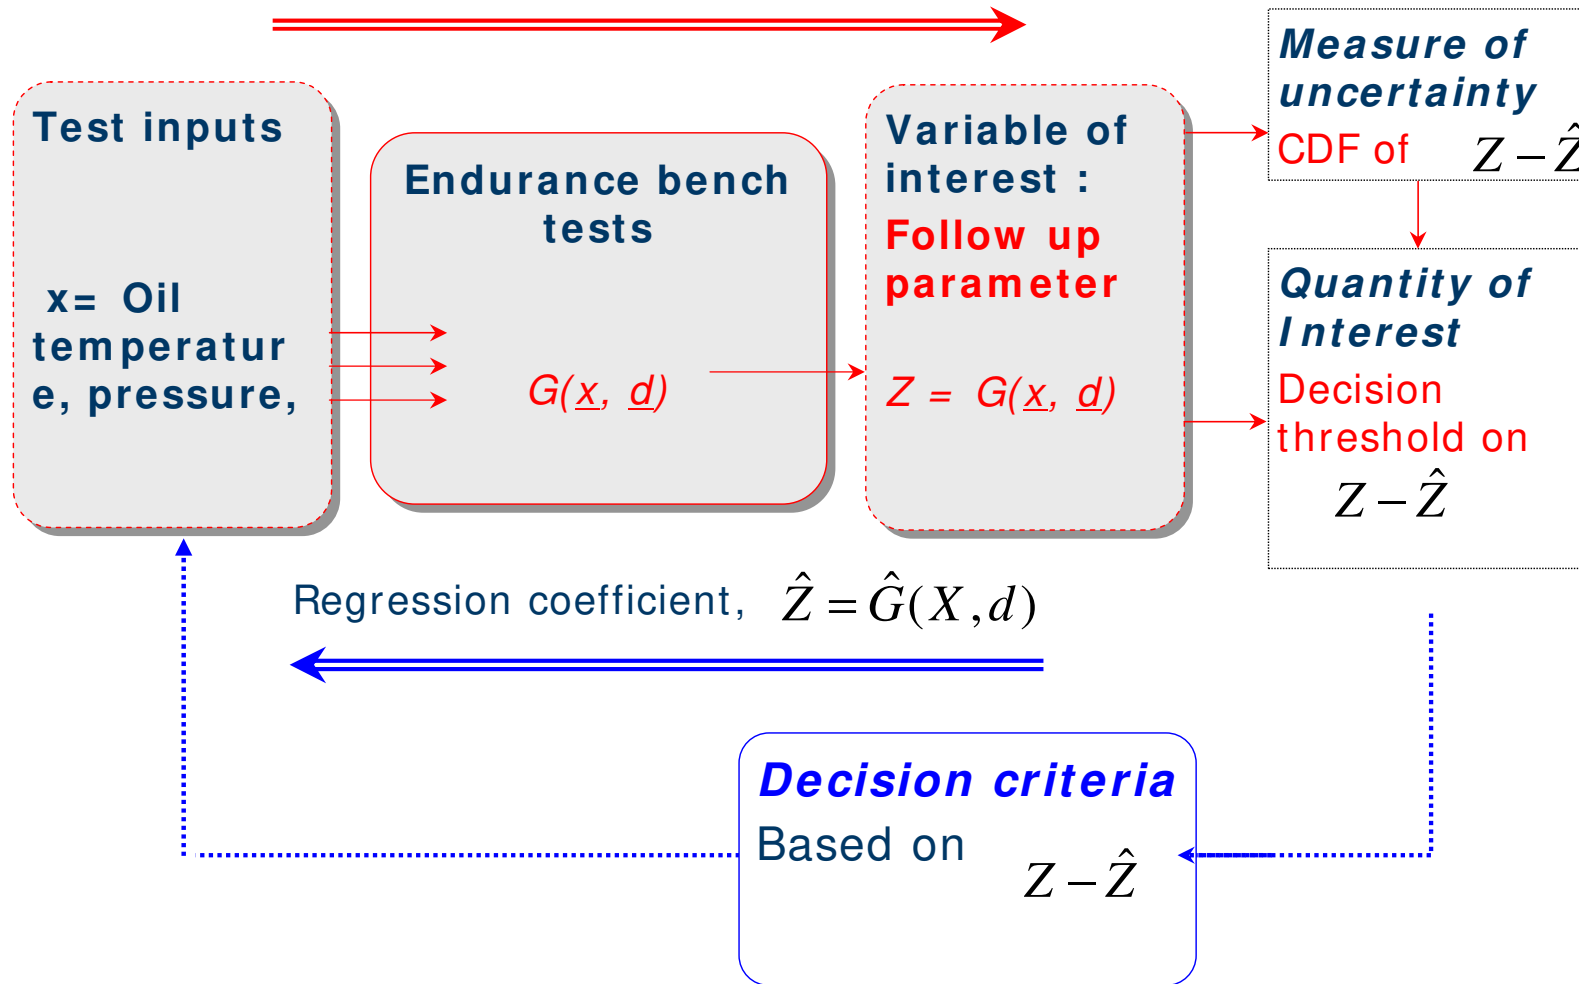 Test inputs
x= Oil
temperatur
e, pressure,
Endurance bench
tests
G(x, d)
Variable of
interest :
Follow up
parameter
Z = G(x, d)
Measure of
uncertainty
CDF of Z − Ẑ
Quantity of
Interest
Decision
threshold on
Z − Ẑ
Regression coefficient, Ẑ = Ĝ(X,d)
Decision criteria
Based on
Z − Ẑ